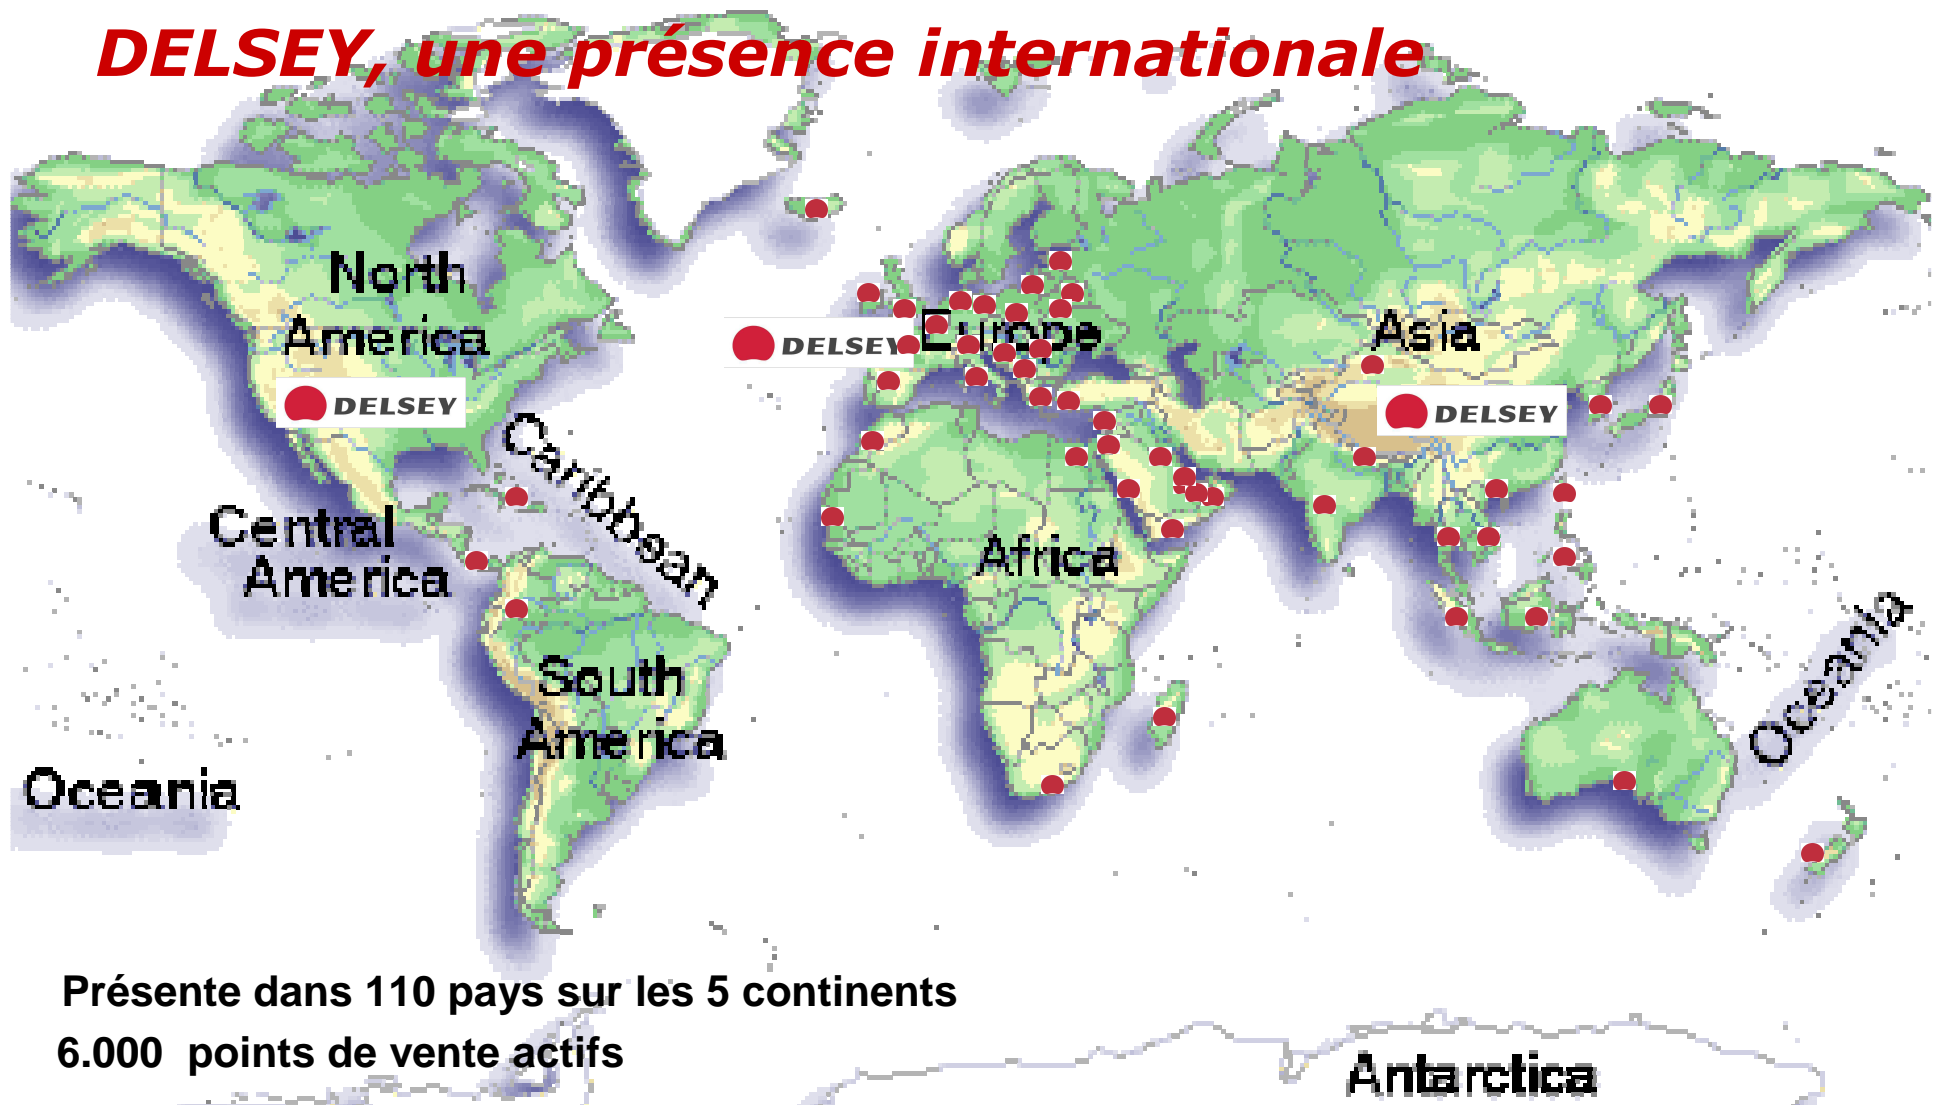 DELSEY, une présence internationale
North
America
DELSEY
Caribbean
Central
America
South
America
Oceania
DELSEY
Europe
Africa
Asia
DELSEY
Oceania
Présente dans 110 pays sur les 5 continents
6.000  points de vente actifs
Antarctica